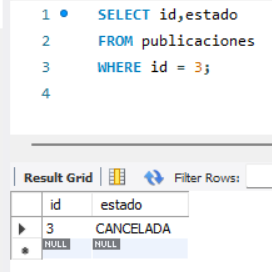 1 SELECT id,estado
2 FROM publicaciones
3 WHERE id = 3;
4
Result Grid Filter Rows:
id estado
3 CANCELADA
NULL NULL